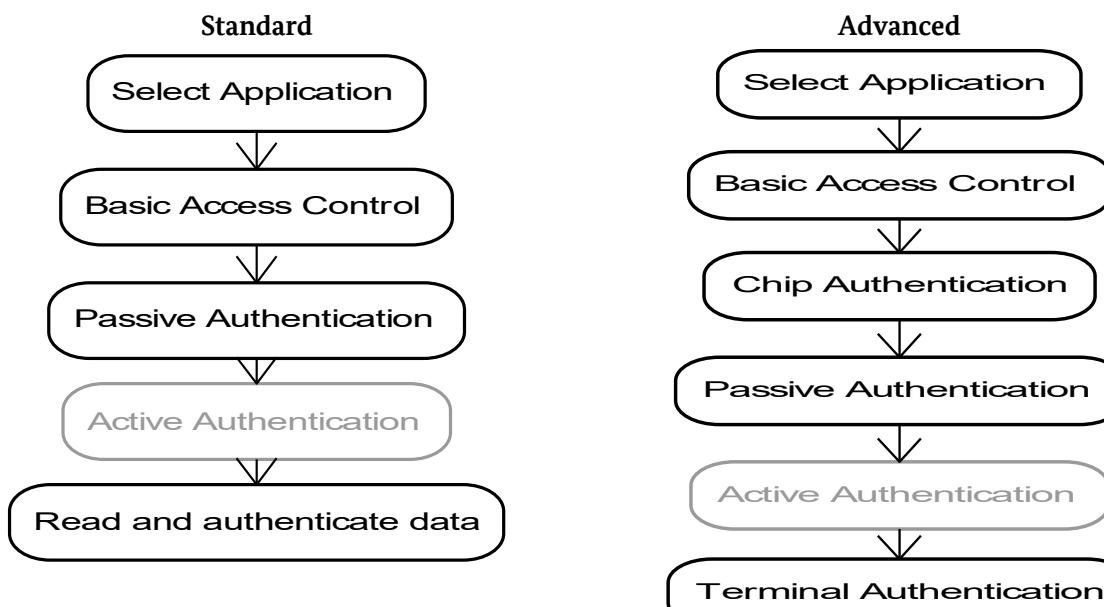 Standard
Select Application
Basic Access Control
Passive Authentication
Active Authentication
Read and authenticate data
Advanced
Select Application
Basic Access Control
Chip Authentication
Passive Authentication
Active Authentication
Terminal Authentication